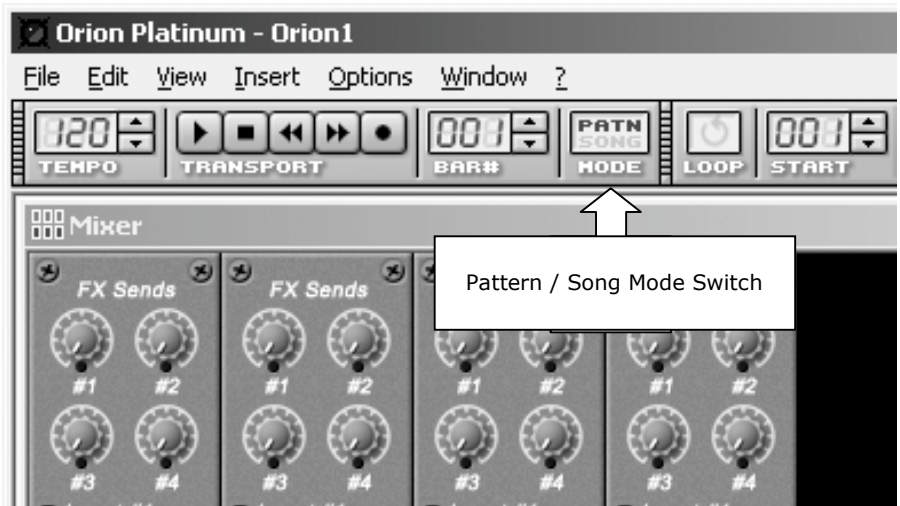 Orion Platinum - Orion1
File Edit View Insert Options Window ?
120 001 PATN SONG 001
TEMPO TRANSPORT BAR# MODE LOOP START
Mixer
Pattern / Song Mode Switch
FX Sends FX Sends
#1 #2 #1 #2 #1 #2 #1 #2
#3 #4 #3 #4 #3 #4 #3 #4